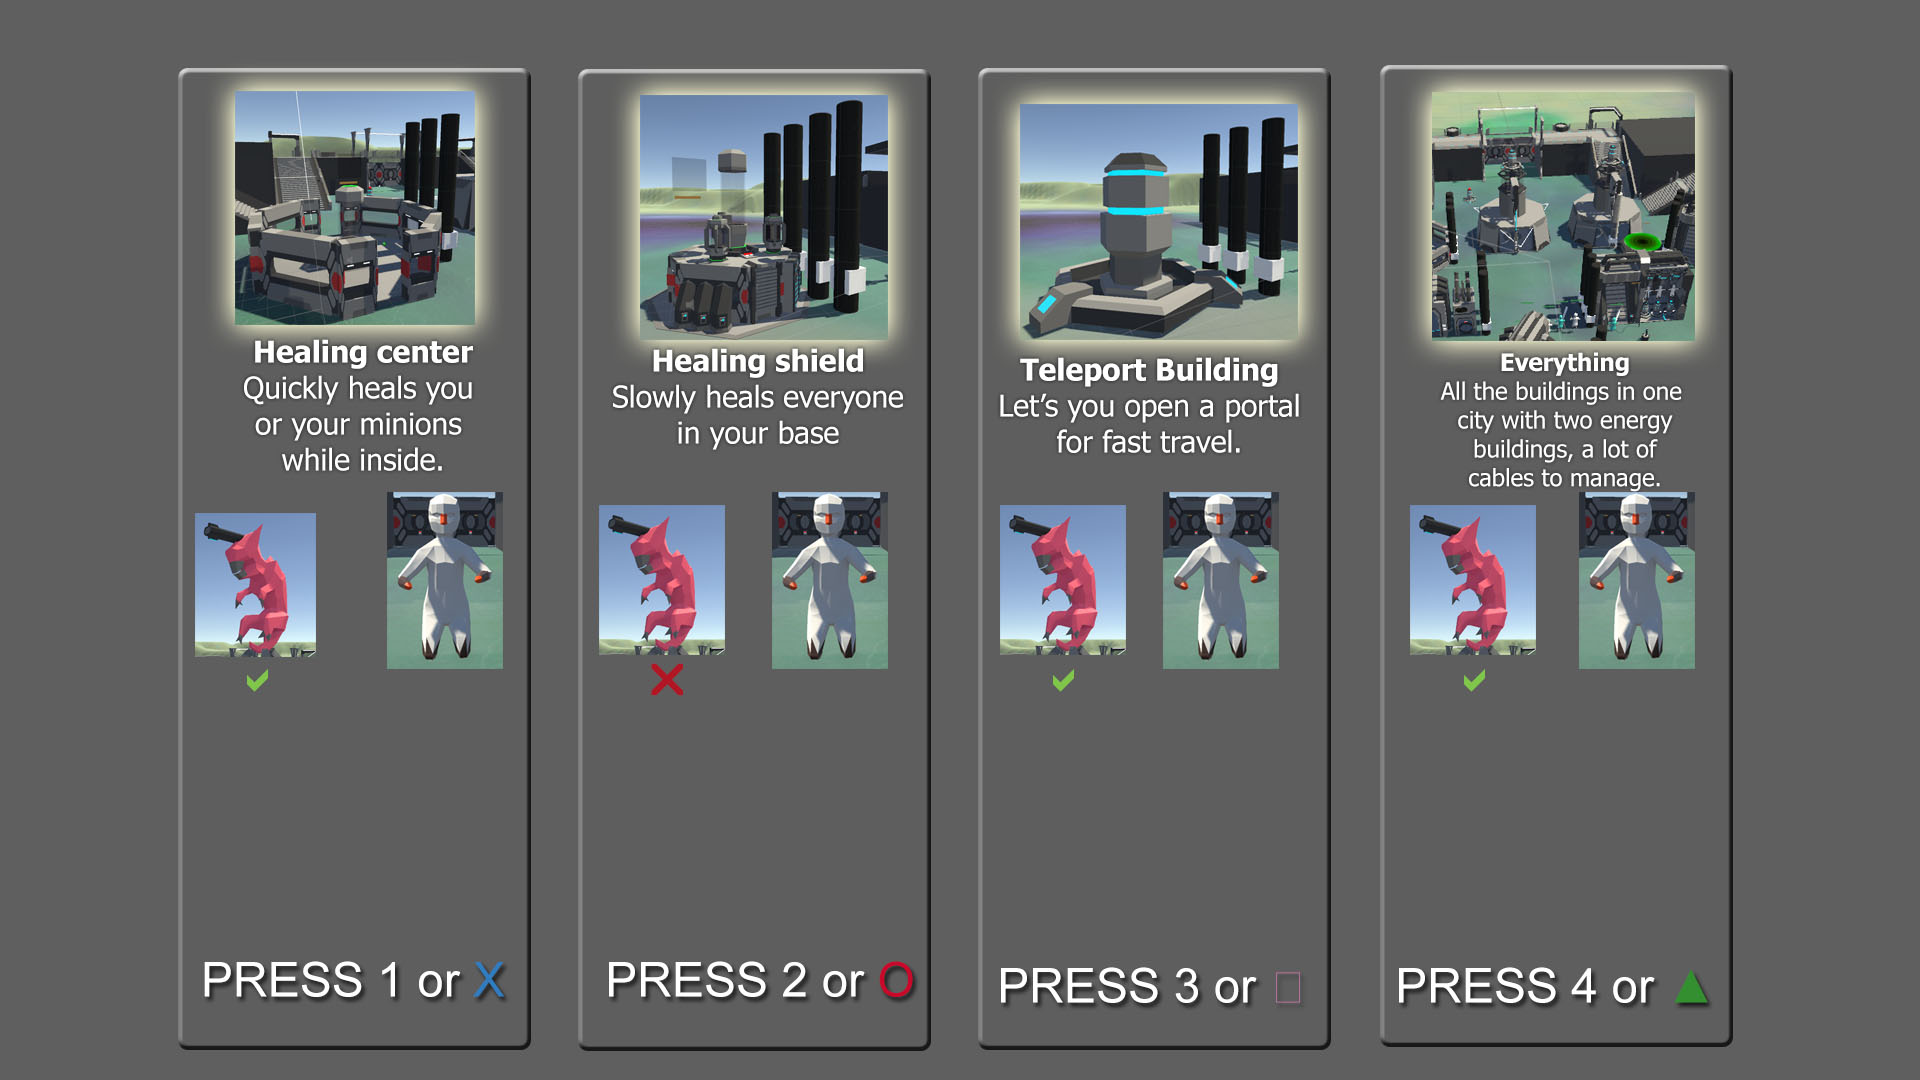 Healing center
Quickly heals you
or your minions
while inside.
PRESS 1 or X
Healing shield
Slowly heals everyone
in your base
PRESS 2 or O
Teleport Building
Let's you open a portal
for fast travel.
PRESS 3 or □
Everything
All the buildings in one
city with two energy
buildings, a lot of
cables to manage.
PRESS 4 or ▲